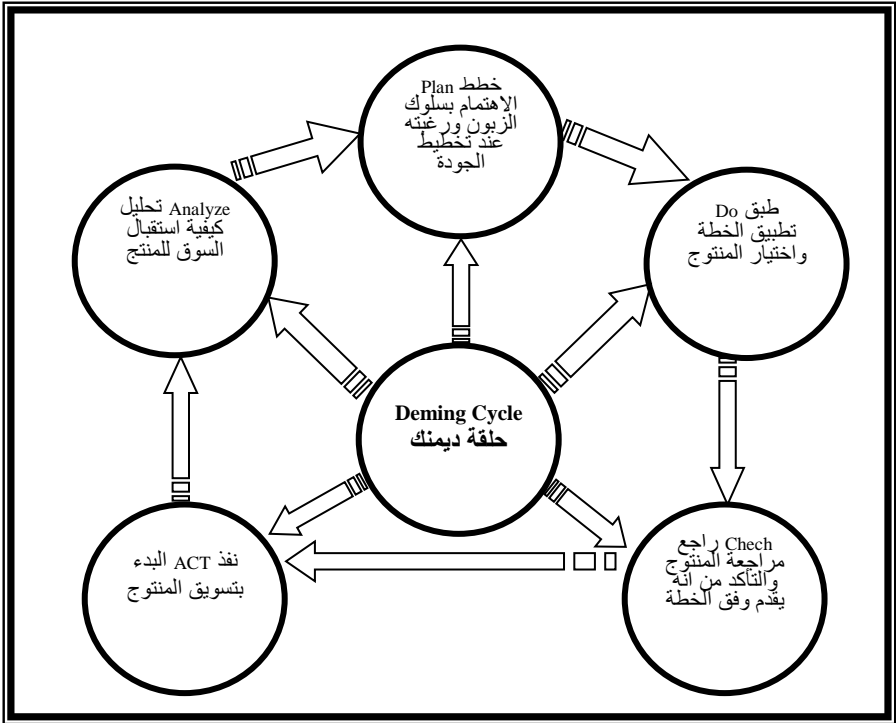 خطط Plan
الاهتمام بسلوك
الزبون ورغبته
عند تخطيط
الجودة
Analyze تحليل
كيفية استقبال
السوق للمنتج
طبق Do
تطبيق الخطة
واختيار المنتوج
Deming Cycle
حلقة ديمنك
نفذ ACT البدء
بتسويق المنتوج
Chech راجع
مراجعة المنتوج
والتأكد من انه
يقدم وفق الخطة